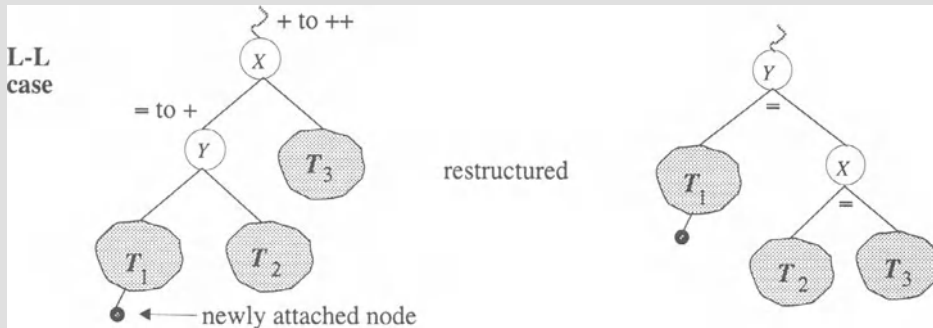 + to ++
L-L
case
X
= to +
Y
T3
T1
T2
newly attached node
restructured
Y
=
T1
X
=
T2
T3